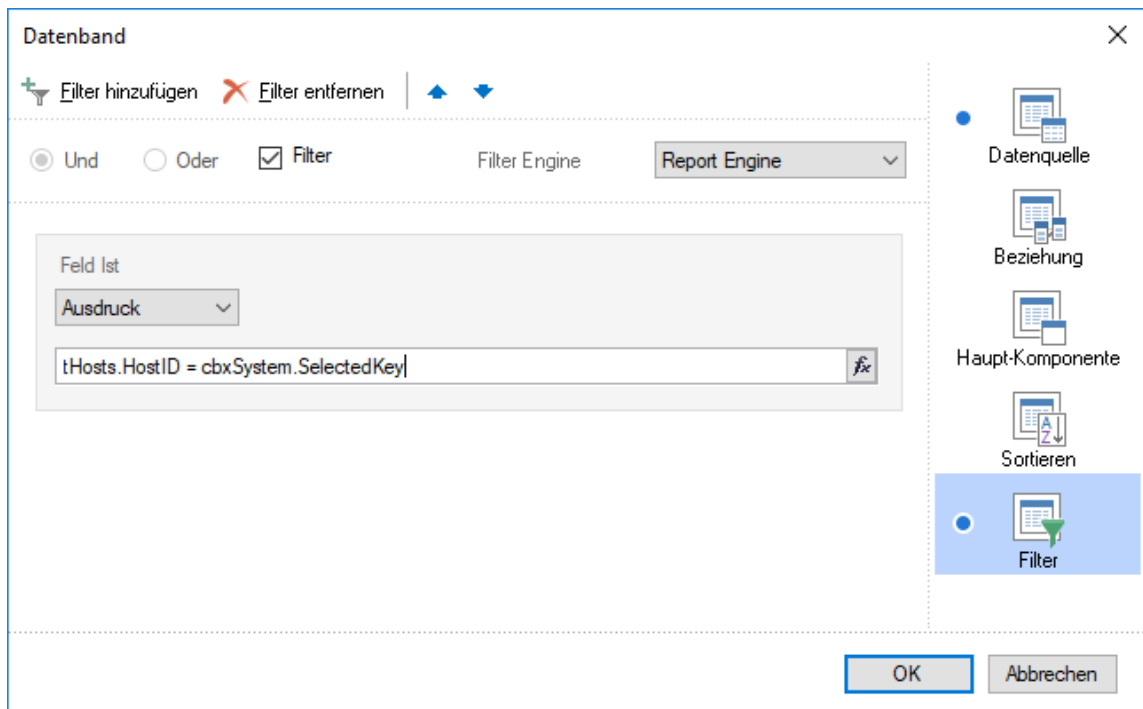 Datenband
Filter hinzufügen Filter entfernen
Und Oder Filter Filter Engine Report Engine
Datenquelle
Beziehung
Feld Ist
Ausdruck
tHosts.HostID = cbxSystem.SelectedKey fx
Haupt-Komponente
A
Z
Sortieren
Filter
OK Abbrechen